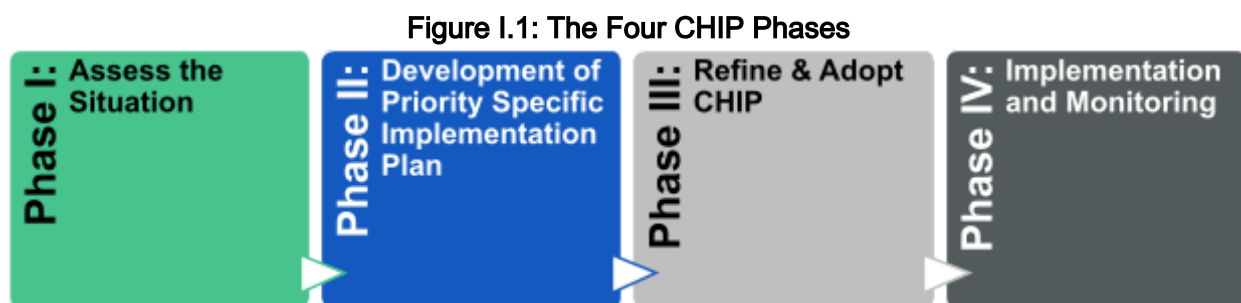 Figure I.1: The Four CHIP Phases
Phase I:
Assess the
Situation
Phase II:
Development of
Priority Specific
Implementation
Plan
Phase III:
Refine & Adopt
CHIP
Phase IV:
Implementation
and Monitoring